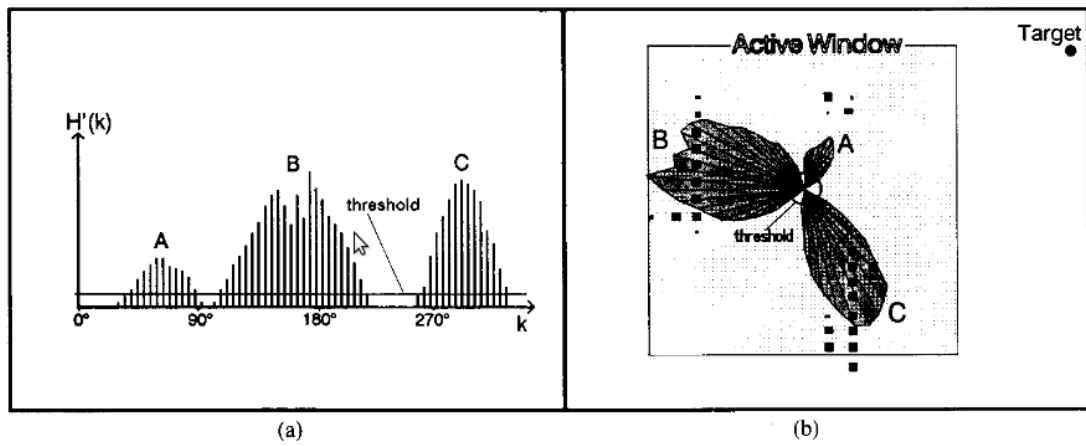 H'(k)
A
B
C
threshold
0°
90°
180°
270°
k
(a)
Active Window
Target
B
A
threshold
C
(b)